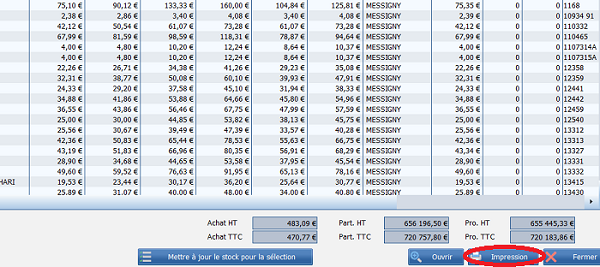 75,10 € 90,12 € 133,33 € 160,00 € 104,84 € 125,81 € MESSIGNY 75,35 € 0 0 1168
2,38 € 2,86 € 3,40 € 4,08 € 3,40 € 4,08 € MESSIGNY 2,39 € 0 0 10934 91
42,12 € 50,54 € 61,07 € 73,28 € 61,07 € 73,28 € MESSIGNY 42,12 € 0 0 110332
67,99 € 81,59 € 98,59 € 118,31 € 78,87 € 94,64 € MESSIGNY 67,99 € 0 0 110465
4,00 € 4,80 € 10,20 € 12,24 € 8,64 € 10,37 € MESSIGNY 4,00 € 0 0 1107314A
4,00 € 4,80 € 10,20 € 12,24 € 8,64 € 10,37 € MESSIGNY 4,00 € 0 0 1107315A
22,26 € 26,71 € 34,38 € 41,26 € 29,23 € 35,08 € MESSIGNY 22,26 € 0 0 12358
32,31 € 38,77 € 50,08 € 60,10 € 39,93 € 47,91 € MESSIGNY 32,31 € 0 0 12359
24,33 € 29,20 € 37,58 € 45,10 € 31,94 € 38,33 € MESSIGNY 24,33 € 0 0 12441
34,88 € 41,86 € 53,88 € 64,66 € 45,80 € 54,96 € MESSIGNY 34,88 € 0 0 12442
36,55 € 43,86 € 56,46 € 67,75 € 47,99 € 57,59 € MESSIGNY 36,55 € 0 0 12459
25,00 € 30,00 € 44,85 € 53,82 € 38,13 € 45,75 € MESSIGNY 25,00 € 0 0 12540
25,56 € 30,67 € 39,49 € 47,39 € 33,57 € 40,28 € MESSIGNY 25,56 € 0 0 13312
42,36 € 50,83 € 65,44 € 78,53 € 55,63 € 66,75 € MESSIGNY 42,36 € 0 0 13313
43,19 € 51,83 € 66,96 € 80,35 € 56,91 € 68,29 € MESSIGNY 43,19 € 0 0 13327
28,90 € 34,68 € 44,65 € 53,58 € 37,95 € 45,54 € MESSIGNY 28,90 € 0 0 13331
49,60 € 59,52 € 76,63 € 91,95 € 65,13 € 78,16 € MESSIGNY 49,60 € 0 0 13332
HARI 19,53 € 23,44 € 30,17 € 36,20 € 25,64 € 30,77 € MESSIGNY 19,53 € 0 0 13415
25,89 € 31,07 € 40,00 € 48,00 € 34,00 € 40,80 € MESSIGNY 25,89 € 0 0 13430
Achat HT 483,09 € Part. HT 656 196,50 € Pro. HT 655 445,33 €
Achat TTC 470,77 € Part. TTC 720 757,80 € Pro. TTC 720 183,86 €
Mettre à jour le stock pour la sélection Ouvrir Impression Fermer